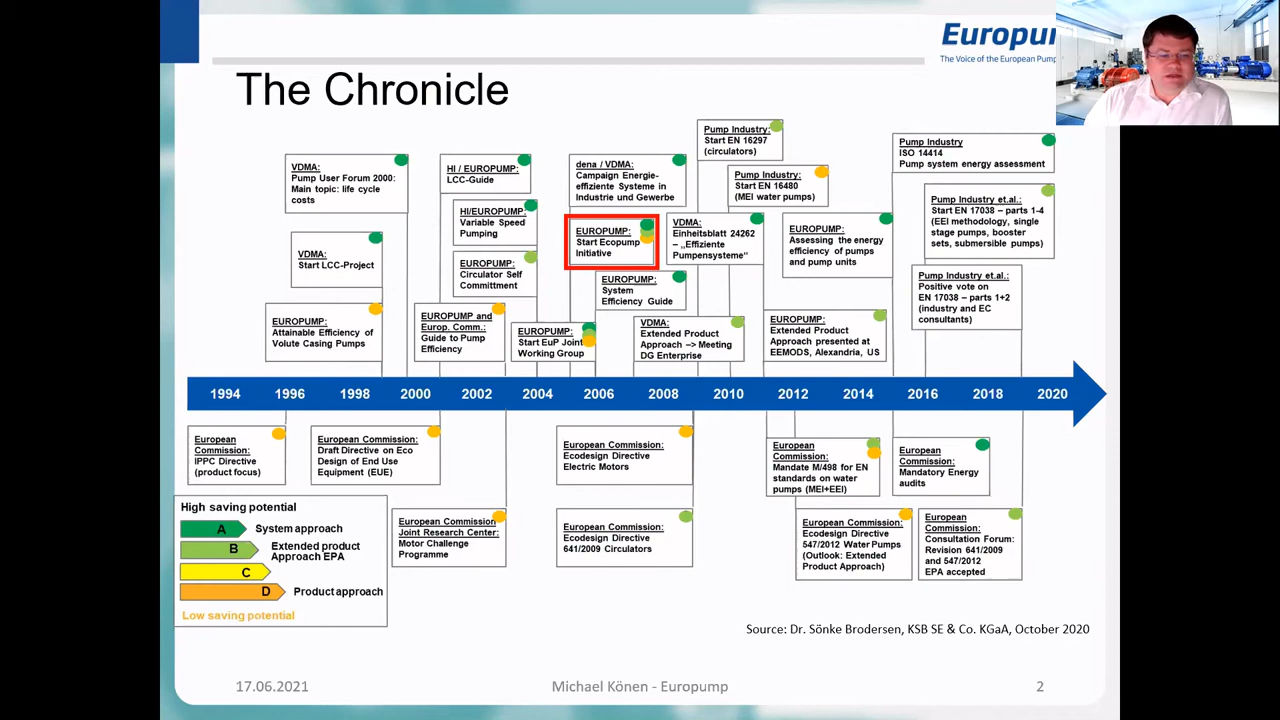 Europum
The Voice of the European Pump
The Chronicle
VDMA:
Pump User Forum 2000:
Main topic: life cycle
costs
VDMA:
Start LCC-Project
EUROPUMP:
Attainable Efficiency of
Volute Casing Pumps
HI / EUROPUMP:
LCC-Guide
HI/EUROPUMP:
Variable Speed
Pumping
EUROPUMP:
Circulator Self
Committment
EUROPUMP and
Europ. Comm.:
Guide to Pump
Efficiency
EUROPUMP:
Start EuP Joint
Working Group
dena / VDMA:
Campaign Energie-
effiziente Systeme in
Industrie und Gewerbe
EUROPUMP:
Start Ecopump
Initiative
VDMA:
Einheitsblatt 24262
– „Effiziente
Pumpensysteme“
EUROPUMP:
System
Efficiency Guide
VDMA:
Extended Product
Approach –> Meeting
DG Enterprise
Pump Industry:
Start EN 16297
(circulators)
Pump Industry:
Start EN 16480
(MEI water pumps)
EUROPUMP:
Assessing the energy
efficiency of pumps
and pump units
EUROPUMP:
Extended Product
Approach presented at
EEMODS, Alexandria, US
Pump Industry
ISO 14414
Pump system energy assessment
Pump Industry et.al.:
Start EN 17038 – parts 1-4
(EEI methodology, single
stage pumps, booster
sets, submersible pumps)
Pump Industry et.al.:
Positive vote on
EN 17038 – parts 1+2
(industry and EC
consultants)
1994 1996 1998 2000 2002 2004 2006 2008 2010 2012 2014 2016 2018 2020
European
Commission:
IPPC Directive
(product focus)
European Commission:
Draft Directive on Eco
Design of End Use
Equipment (EUE)
European Commission
Joint Research Center:
Motor Challenge
Programme
European Commission:
Ecodesign Directive
Electric Motors
European Commission:
Ecodesign Directive
641/2009 Circulators
European
Commission:
Mandate M/498 for EN
standards on water
pumps (MEI+EEI)
European Commission:
Ecodesign Directive
547/2012 Water Pumps
(Outlook: Extended
Product Approach)
European
Commission:
Mandatory Energy
audits
European
Commission:
Consultation Forum:
Revision 641/2009
and 547/2012
EPA accepted
High saving potential
A System approach
B Extended product
Approach EPA
C
D Product approach
Low saving potential
Source: Dr. Sönke Brodersen, KSB SE & Co. KGaA, October 2020
17.06.2021
Michael Könen - Europump
2